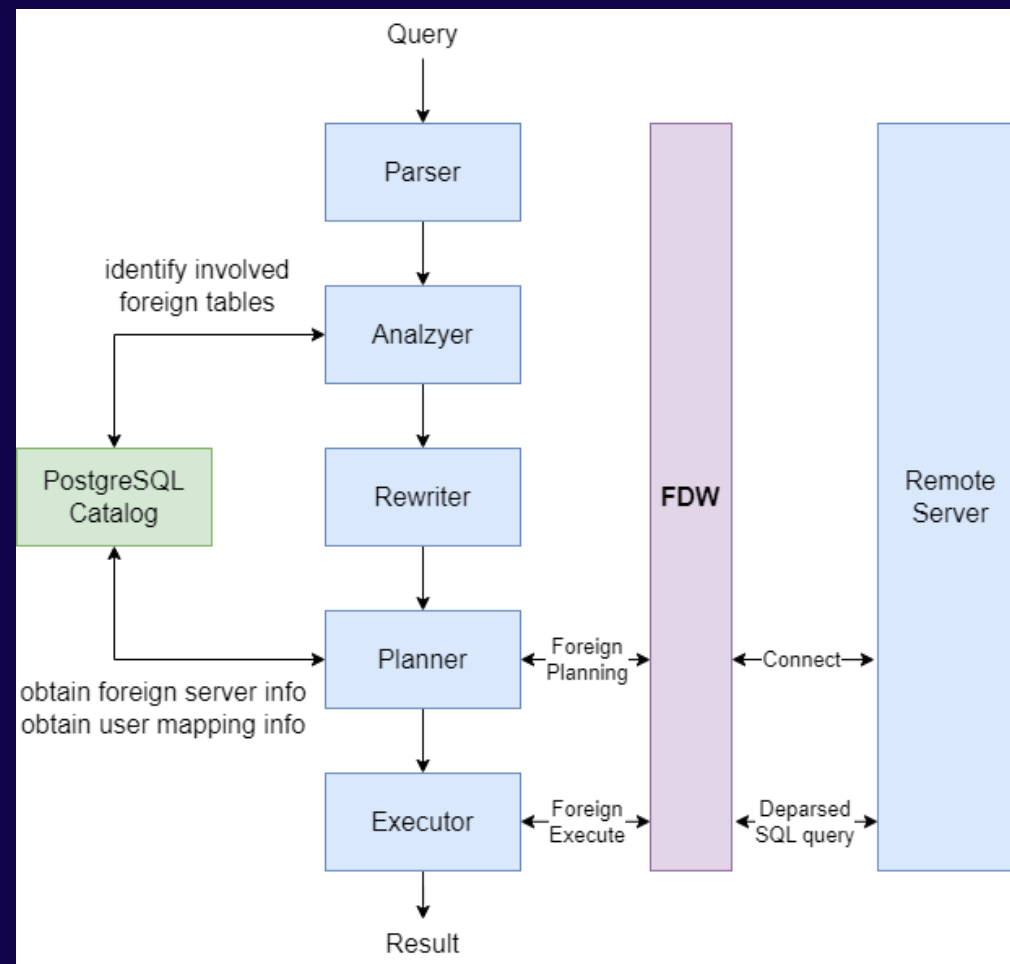 Query
Parser
identify involved
foreign tables
Analzyer
PostgreSQL
Catalog
Rewriter
FDW
Remote
Server
Planner
Foreign
Planning
Connect
obtain foreign server info
obtain user mapping info
Executor
Foreign
Execute
Deparsed
SQL query
Result